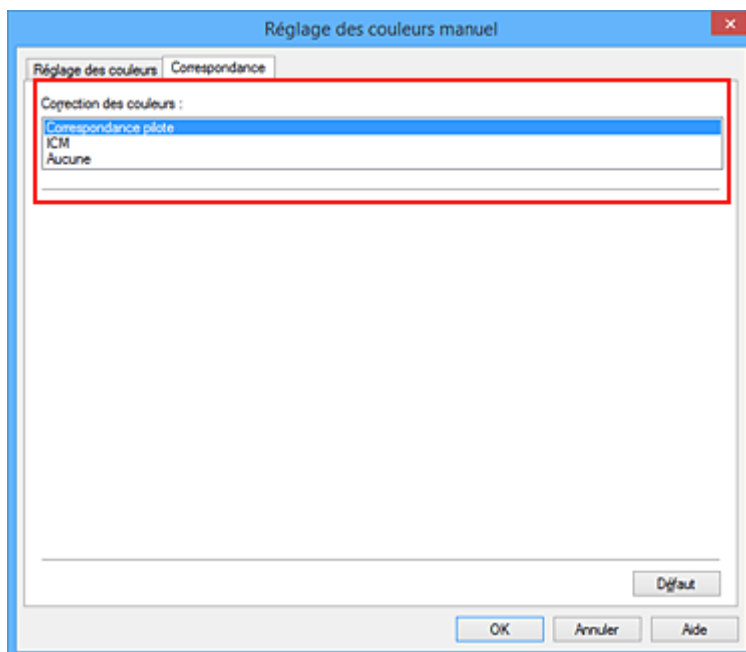 Réglage des couleurs manuel
Réglage des couleurs Correspondance
Correction des couleurs :
Correspondance pilote
ICM
Aucune
Défaut
OK Annuler Aide